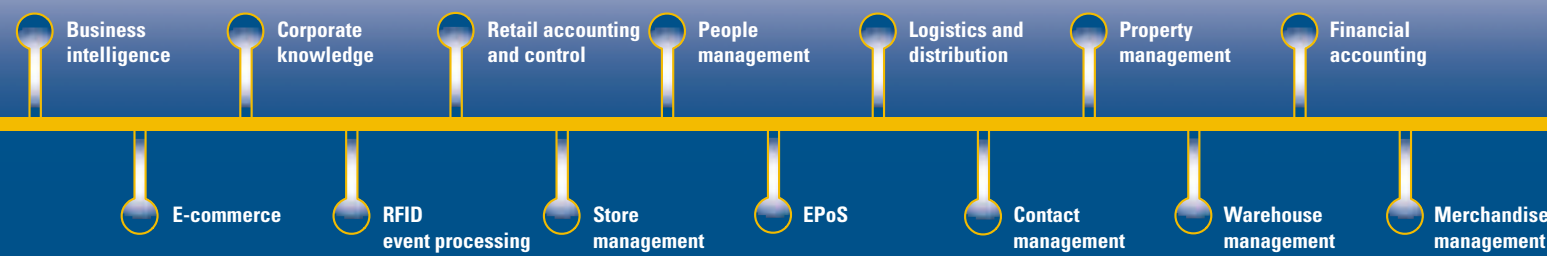 Business
intelligence
Corporate
knowledge
Retail accounting
and control
People
management
Logistics and
distribution
Property
management
Financial
accounting
E-commerce
RFID
event processing
Store
management
EPoS
Contact
management
Warehouse
management
Merchandise
management